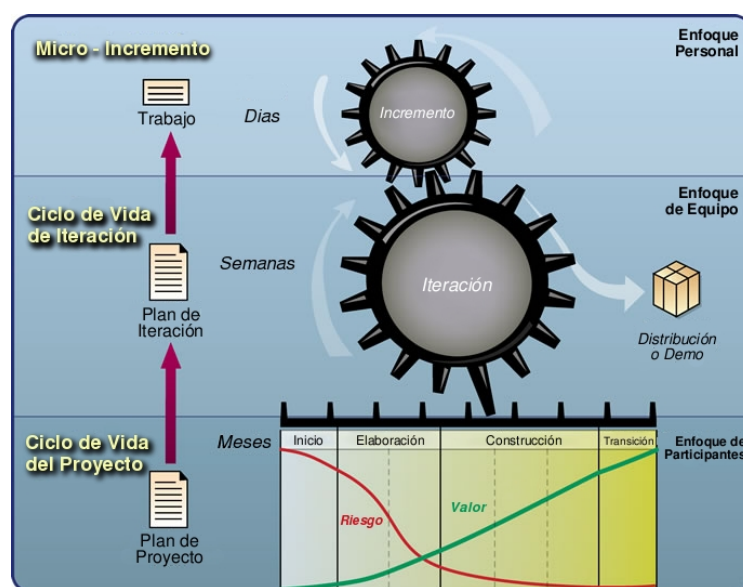 Micro - Incremento
Enfoque
Personal
Trabajo
Dias
Incremento
Ciclo de Vida
de Iteración
Enfoque
de Equipo
Semanas
Iteración
Plan de
Iteración
Distribución
o Demo
Ciclo de Vida
del Proyecto
Meses
Inicio
Elaboración
Construcción
Transición
Enfoque de
Participantes
Riesgo
Valor
Plan de
Proyecto